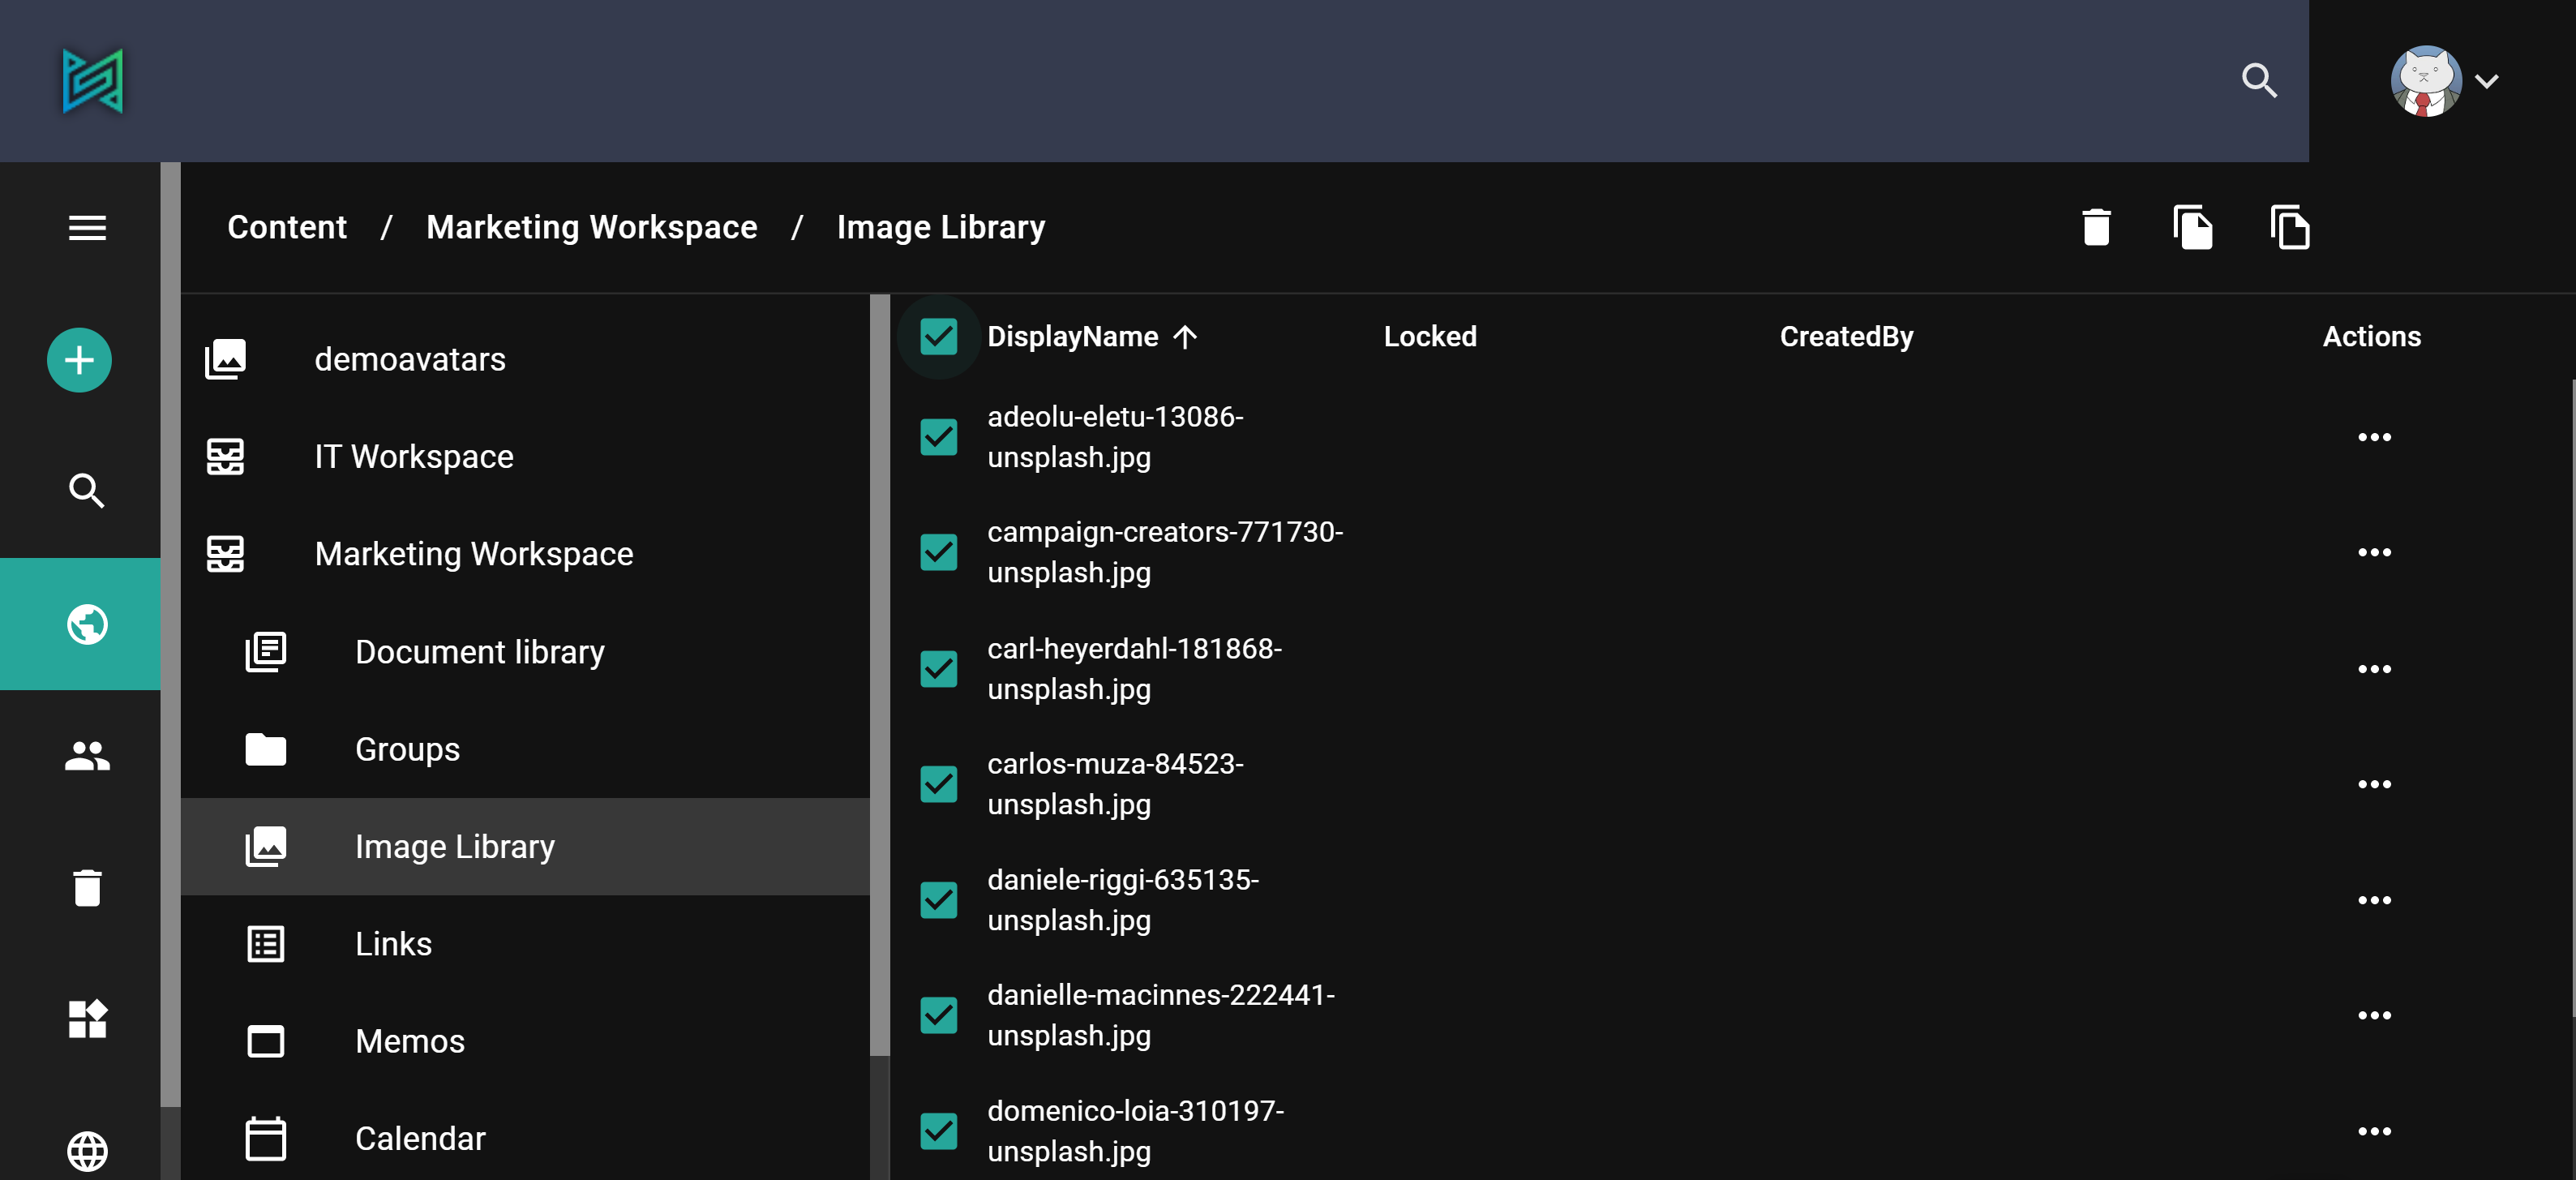 Content / Marketing Workspace / Image Library
demoavatars
IT Workspace
Marketing Workspace
Document library
Groups
Image Library
Links
Memos
Calendar
DisplayName Locked CreatedBy Actions
adeolu-eletu-13086-
unsplash.jpg
campaign-creators-771730-
unsplash.jpg
carl-heyerdahl-181868-
unsplash.jpg
carlos-muza-84523-
unsplash.jpg
daniele-riggi-635135-
unsplash.jpg
danielle-macinnes-222441-
unsplash.jpg
domenico-loia-310197-
unsplash.jpg